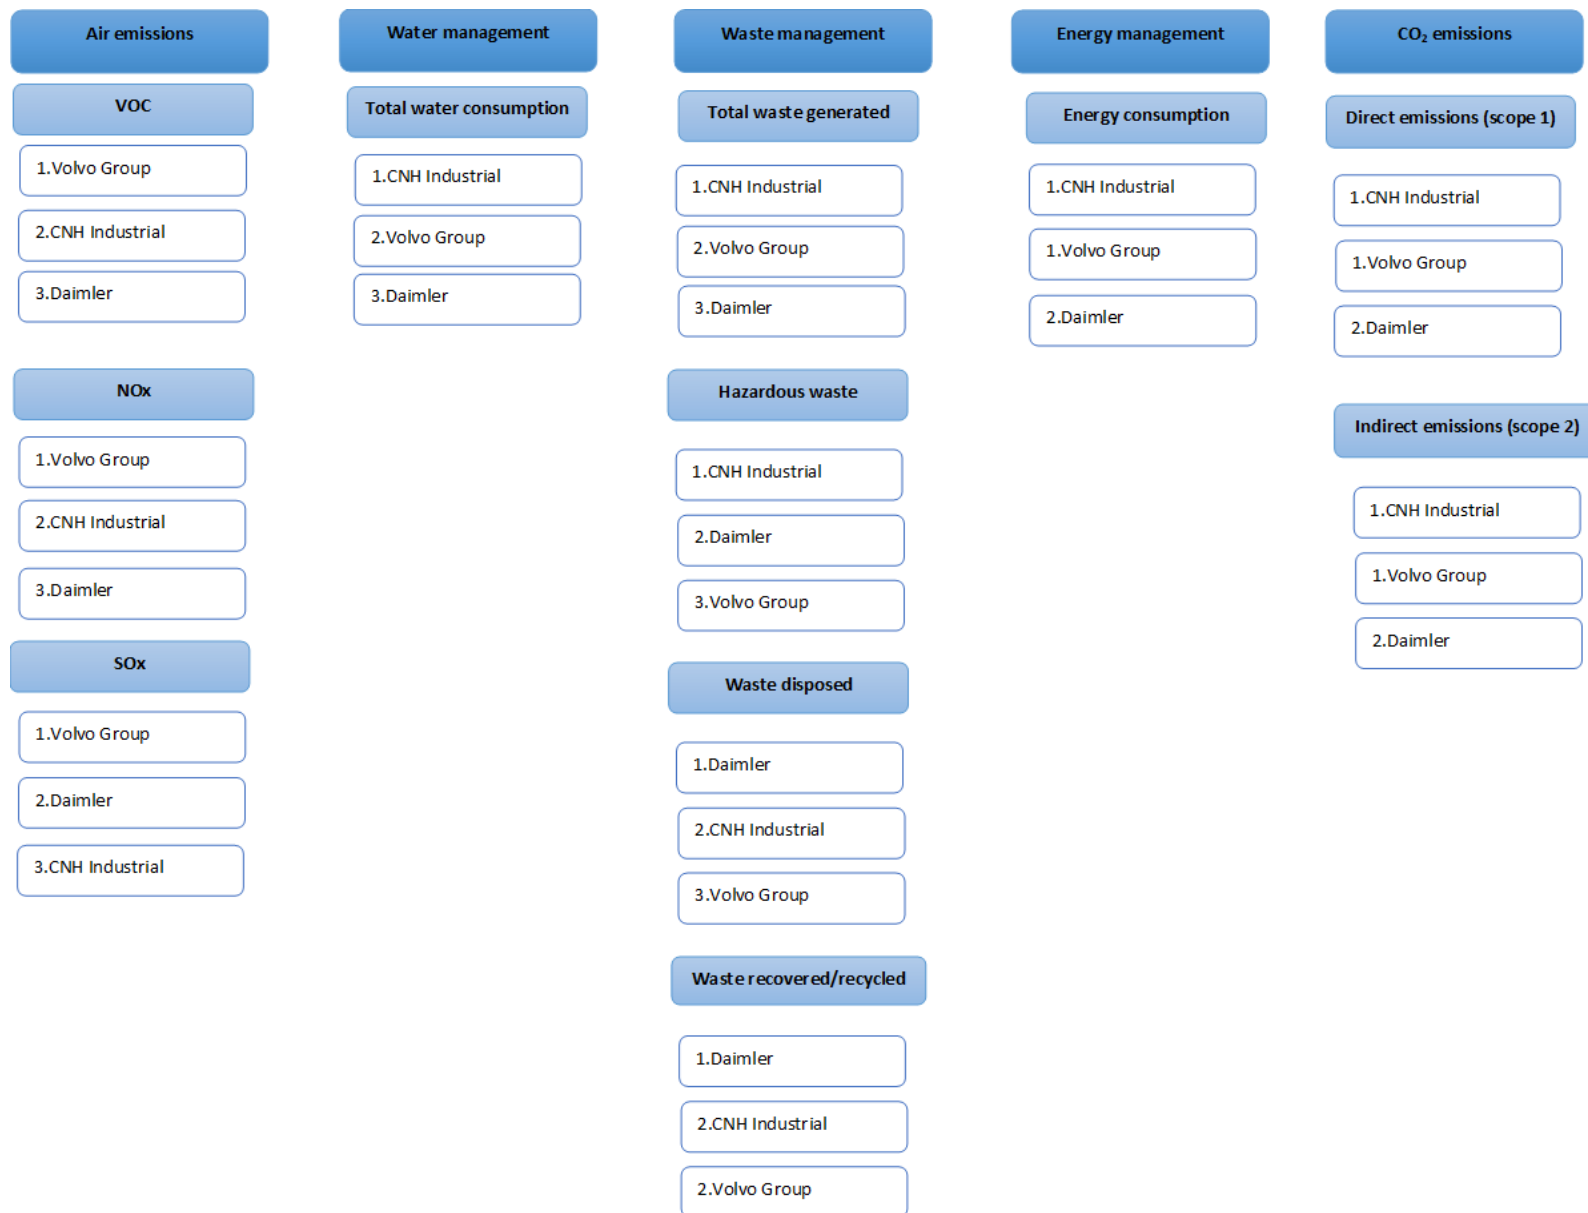 Air emissions
VOC
1.Volvo Group
2.CNH Industrial
3.Daimler
NOx
1.Volvo Group
2.CNH Industrial
3.Daimler
SOx
1.Volvo Group
2.Daimler
3.CNH Industrial
Water management
Total water consumption
1.CNH Industrial
2.Volvo Group
3.Daimler
Waste management
Total waste generated
1.CNH Industrial
2.Volvo Group
3.Daimler
Hazardous waste
1.CNH Industrial
2.Daimler
3.Volvo Group
Waste disposed
1.Daimler
2.CNH Industrial
3.Volvo Group
Waste recovered/recycled
1.Daimler
2.CNH Industrial
2.Volvo Group
Energy management
Energy consumption
1.CNH Industrial
1.Volvo Group
2.Daimler
CO₂ emissions
Direct emissions (scope 1)
1.CNH Industrial
1.Volvo Group
2.Daimler
Indirect emissions (scope 2)
1.CNH Industrial
1.Volvo Group
2.Daimler